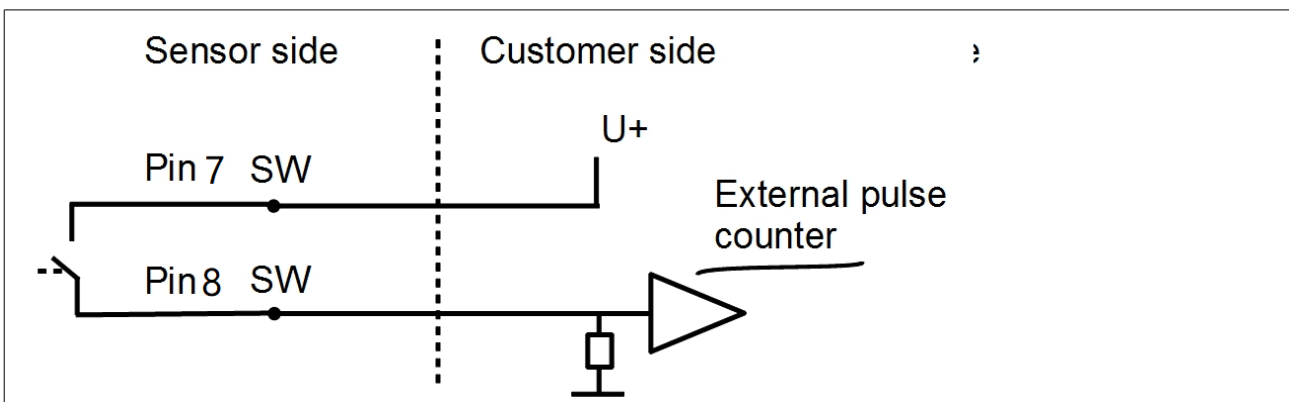 Sensor side
Customer side
U+
Pin 7 SW
External pulse
counter
Pin 8 SW